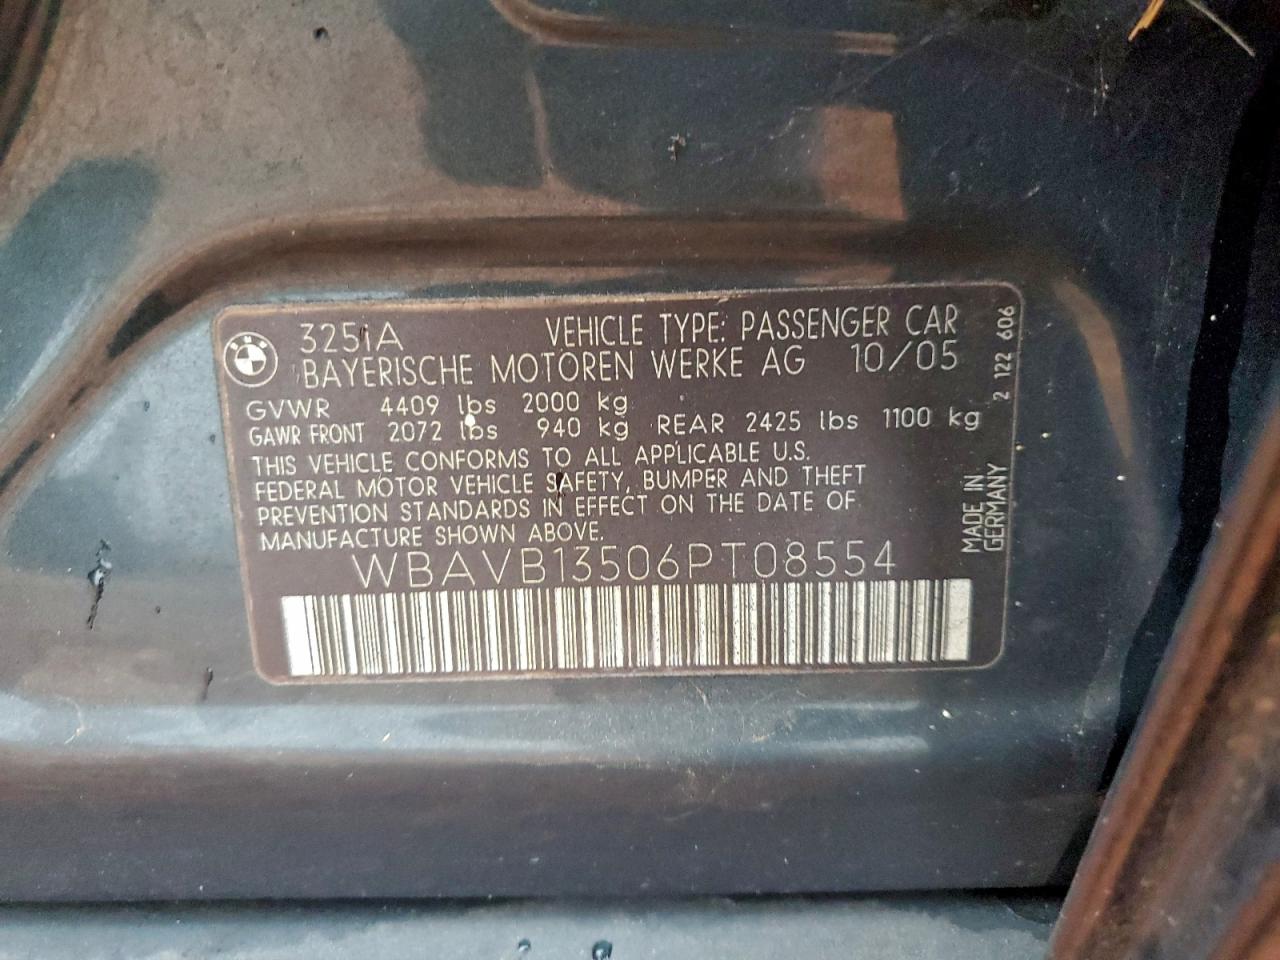 BMW
325iA VEHICLE TYPE: PASSENGER CAR
BAYERISCHE MOTOREN WERKE AG 10/05
GVWR 4409 lbs 2000 kg
GAWR FRONT 2072 lbs 940 kg REAR 2425 lbs 1100 kg
THIS VEHICLE CONFORMS TO ALL APPLICABLE U.S.
FEDERAL MOTOR VEHICLE SAFETY, BUMPER AND THEFT
PREVENTION STANDARDS IN EFFECT ON THE DATE OF
MANUFACTURE SHOWN ABOVE.
WBAVB13506PT08554
MADE IN
GERMANY
2 122 606